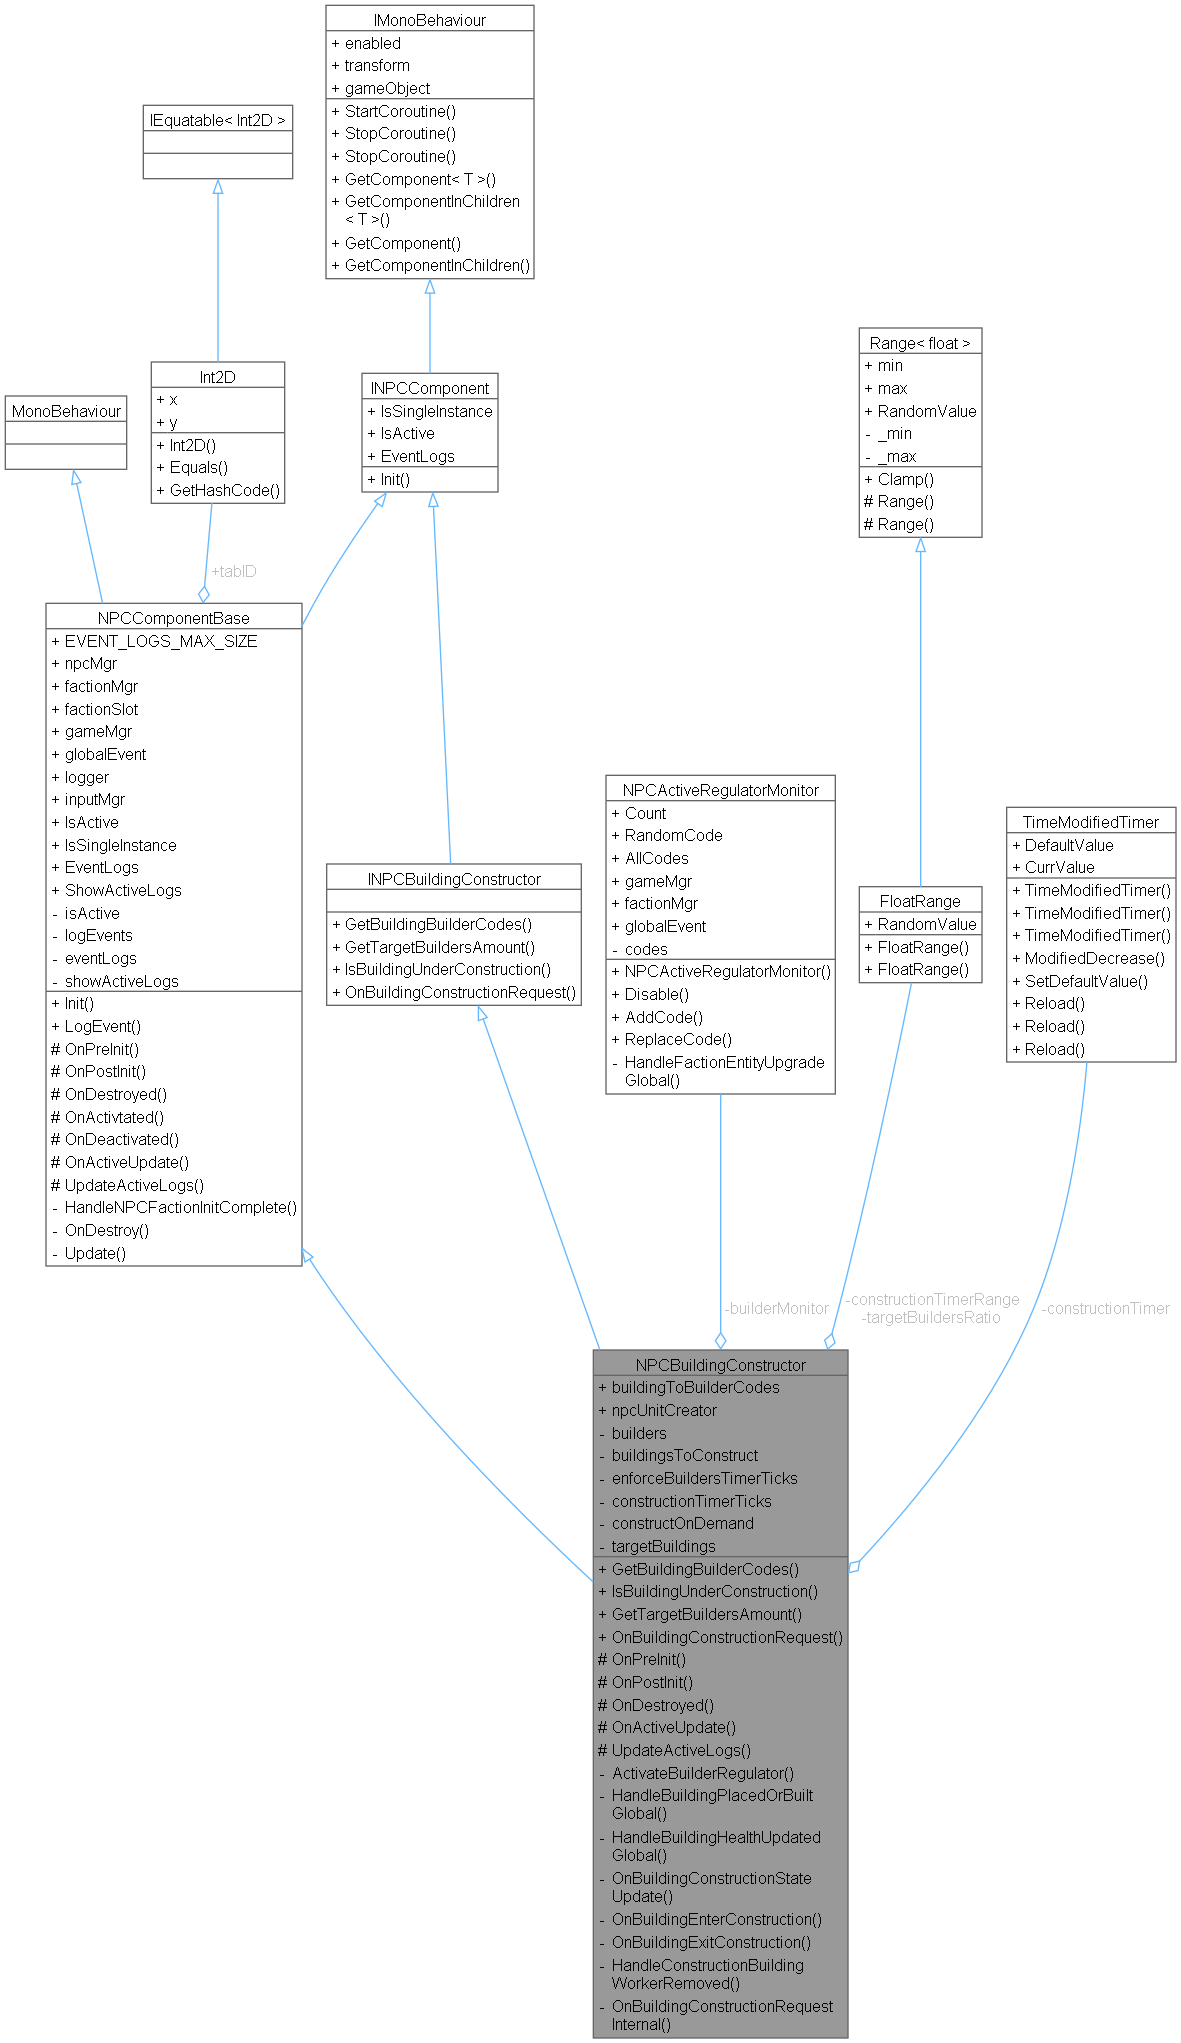 IMonoBehaviour
+ enabled
+ transform
+ gameObject
+ StartCoroutine()
+ StopCoroutine()
+ StopCoroutine()
+ GetComponent< T >()
+ GetComponentInChildren
< T >()
+ GetComponent()
+ GetComponentInChildren()
IEquatable< Int2D >
Int2D
+ x
+ y
+ Int2D()
+ Equals()
+ GetHashCode()
MonoBehaviour
INPCComponent
+ IsSingleInstance
+ IsActive
+ EventLogs
+ Init()
Range< float >
+ min
+ max
+ RandomValue
- _min
- _max
+ Clamp()
# Range()
# Range()
+tabID
NPCComponentBase
+ EVENT_LOGS_MAX_SIZE
+ npcMgr
+ factionMgr
+ factionSlot
+ gameMgr
+ globalEvent
+ logger
+ inputMgr
+ IsActive
+ IsSingleInstance
+ EventLogs
+ ShowActiveLogs
- isActive
- logEvents
- eventLogs
- showActiveLogs
+ Init()
+ LogEvent()
# OnPreInit()
# OnPostInit()
# OnDestroyed()
# OnActivtated()
# OnDeactivated()
# OnActiveUpdate()
# UpdateActiveLogs()
- HandleNPCFactionInitComplete()
- OnDestroy()
- Update()
INPCBuildingConstructor
+ GetBuildingBuilderCodes()
+ GetTargetBuildersAmount()
+ IsBuildingUnderConstruction()
+ OnBuildingConstructionRequest()
NPCActiveRegulatorMonitor
+ Count
+ RandomCode
+ AllCodes
+ gameMgr
+ factionMgr
+ globalEvent
- codes
+ NPCActiveRegulatorMonitor()
+ Disable()
+ AddCode()
+ ReplaceCode()
- HandleFactionEntityUpgrade
Global()
FloatRange
+ RandomValue
+ FloatRange()
+ FloatRange()
TimeModifiedTimer
+ DefaultValue
+ CurrValue
+ TimeModifiedTimer()
+ TimeModifiedTimer()
+ TimeModifiedTimer()
+ ModifiedDecrease()
+ SetDefaultValue()
+ Reload()
+ Reload()
+ Reload()
-builderMonitor
-constructionTimerRange
-targetBuildersRatio
-constructionTimer
NPCBuildingConstructor
+ buildingToBuilderCodes
+ npcUnitCreator
- builders
- buildingsToConstruct
- enforceBuildersTimerTicks
- constructionTimerTicks
- constructOnDemand
- targetBuildings
+ GetBuildingBuilderCodes()
+ IsBuildingUnderConstruction()
+ GetTargetBuildersAmount()
+ OnBuildingConstructionRequest()
# OnPreInit()
# OnPostInit()
# OnDestroyed()
# OnActiveUpdate()
# UpdateActiveLogs()
- ActivateBuilderRegulator()
- HandleBuildingPlacedOrBuilt
Global()
- HandleBuildingHealthUpdated
Global()
- OnBuildingConstructionState
Update()
- OnBuildingEnterConstruction()
- OnBuildingExitConstruction()
- HandleConstructionBuilding
WorkerRemoved()
- OnBuildingConstructionRequest
Internal()